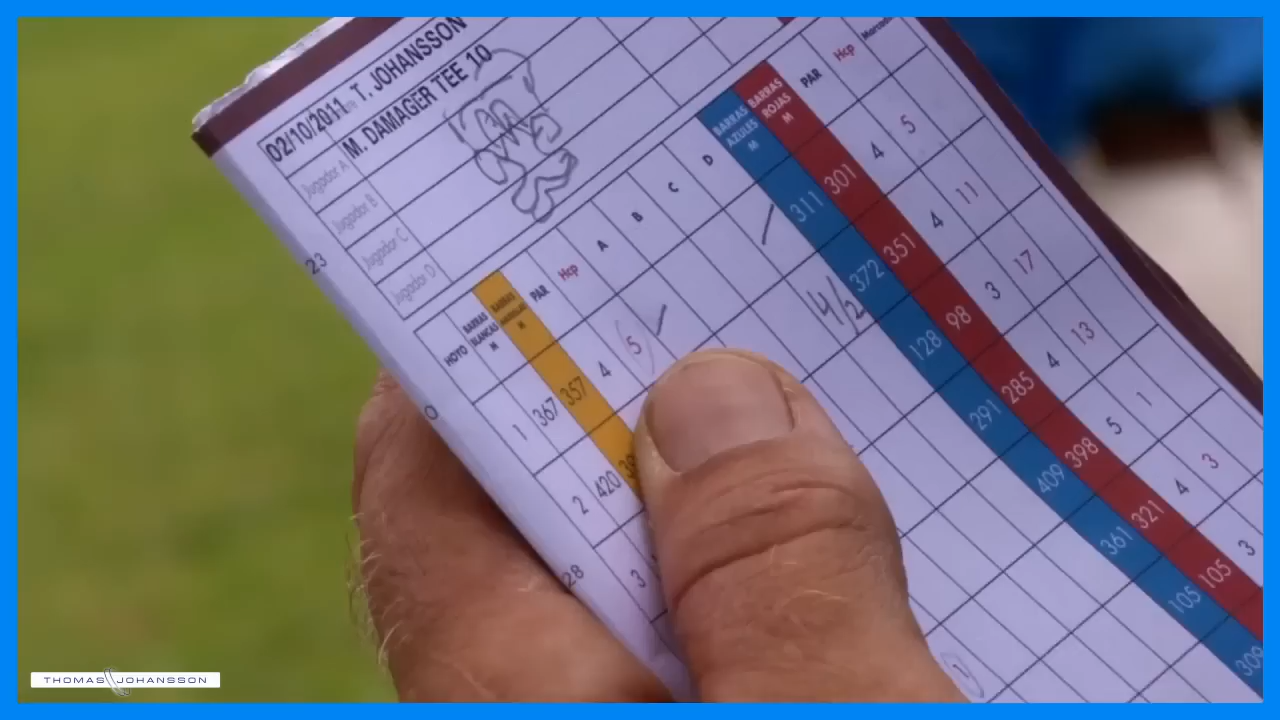 02/10/2011 T. JOHANSSON
Jugador A M. DAMAGER TEE 10
Jugador B
Jugador C
Jugador D
HOYO BARRAS BLANCAS M BARRAS M PAR Hcp A B C D BARRAS AZULES M BARRAS ROJAS M PAR Hcp
1 367 357 4 5 311 301 4 5
2 420 4/2 372 351 4 11
3 128 98 3 17
291 285 4 13
409 398 5 1
361 321 4 3
105 105 3
309
23
0
28
THOMAS JOHANSSON